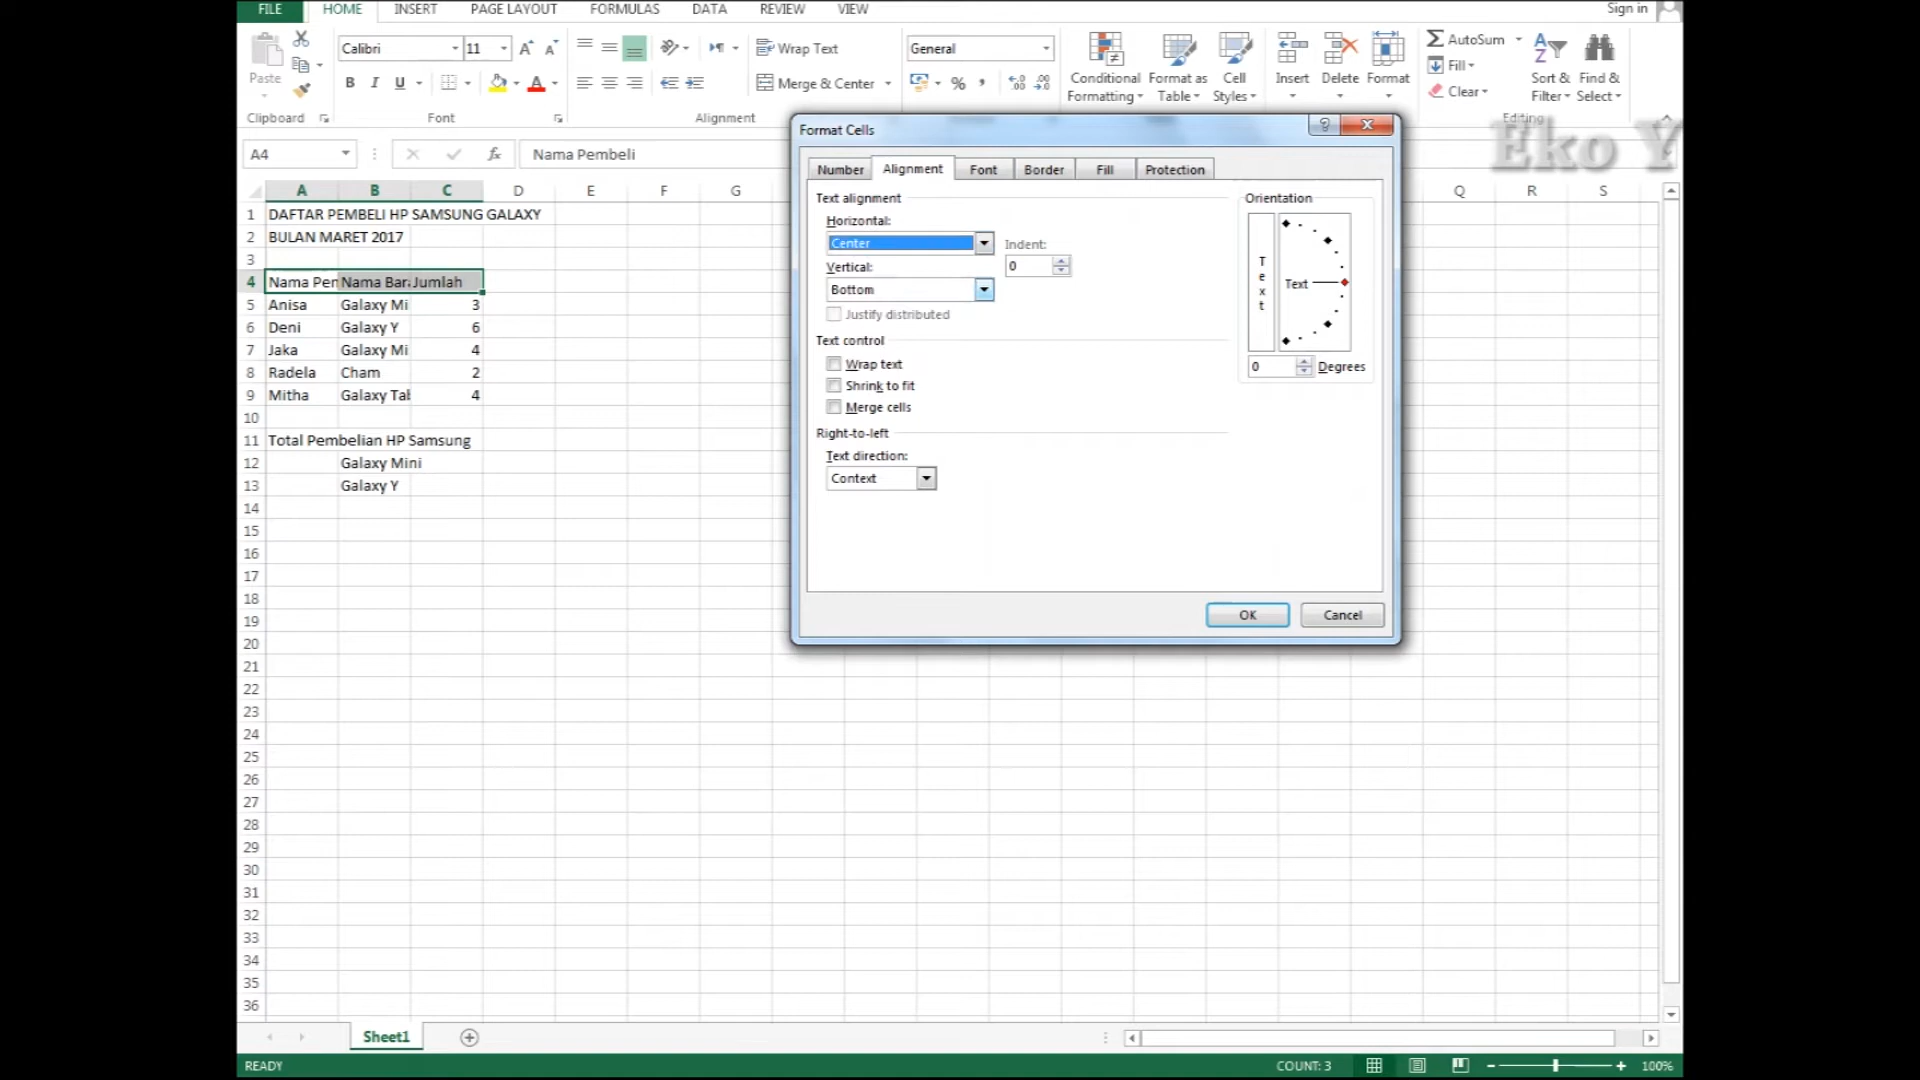 FILE HOME INSERT PAGE LAYOUT FORMULAS DATA REVIEW VIEW Sign in
Paste
Calibri 11
B I U A
Wrap Text
Merge & Center
General
%
Conditional Formatting
Format as Table
Cell Styles
Insert
Delete
Format
AutoSum
Fill
Clear
Sort & Filter
Find & Select
Clipboard Font Alignment Editing
Eko Y
A4 fx Nama Pembeli
A B C D E F G Q R S
1 DAFTAR PEMBELI HP SAMSUNG GALAXY
2 BULAN MARET 2017
3
4 Nama Pen Nama Bar Jumlah
5 Anisa Galaxy Mi 3
6 Deni Galaxy Y 6
7 Jaka Galaxy Mi 4
8 Radela Cham 2
9 Mitha Galaxy Tab 4
10
11 Total Pembelian HP Samsung
12 Galaxy Mini
13 Galaxy Y
14
15
16
17
18
19
20
21
22
23
24
25
26
27
28
29
30
31
32
33
34
35
36
Format Cells
Number Alignment Font Border Fill Protection
Text alignment
Horizontal:
Center
Indent:
0
Vertical:
Bottom
Justify distributed
Text control
Wrap text
Shrink to fit
Merge cells
Right-to-left
Text direction:
Context
Orientation
Text
Text
0 Degrees
OK Cancel
Sheet1
READY COUNT: 3 100%